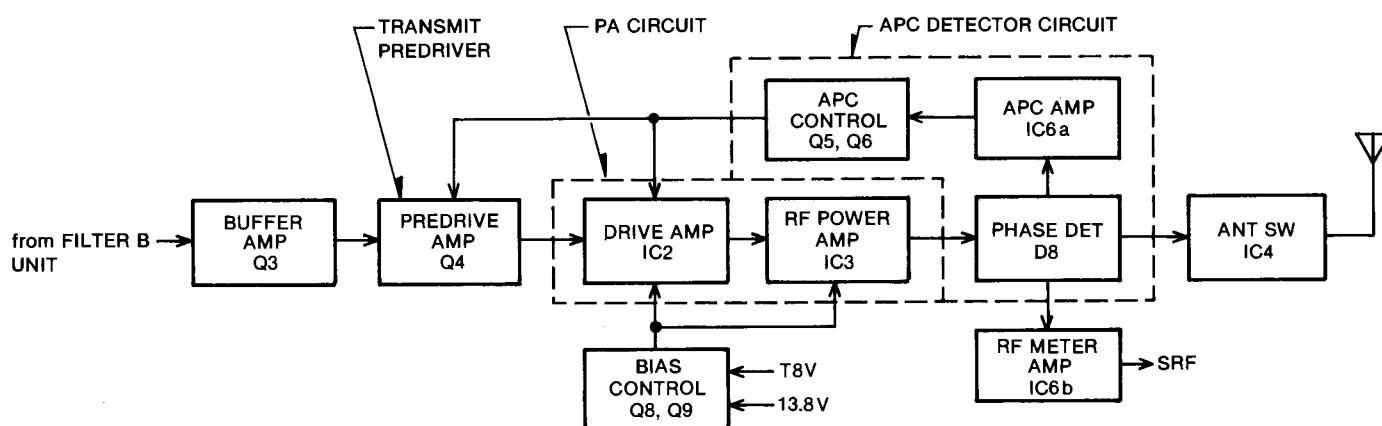 TRANSMIT
PREDRIVER
PA CIRCUIT
APC DETECTOR CIRCUIT
APC
CONTROL
Q5, Q6
APC AMP
IC6a
from FILTER B
UNIT
BUFFER
AMP
Q3
PREDRIVE
AMP
Q4
DRIVE AMP
IC2
RF POWER
AMP
IC3
PHASE DET
D8
ANT SW
IC4
BIAS
CONTROL
Q8, Q9
T8V
13.8V
RF METER
AMP
IC6b
SRF